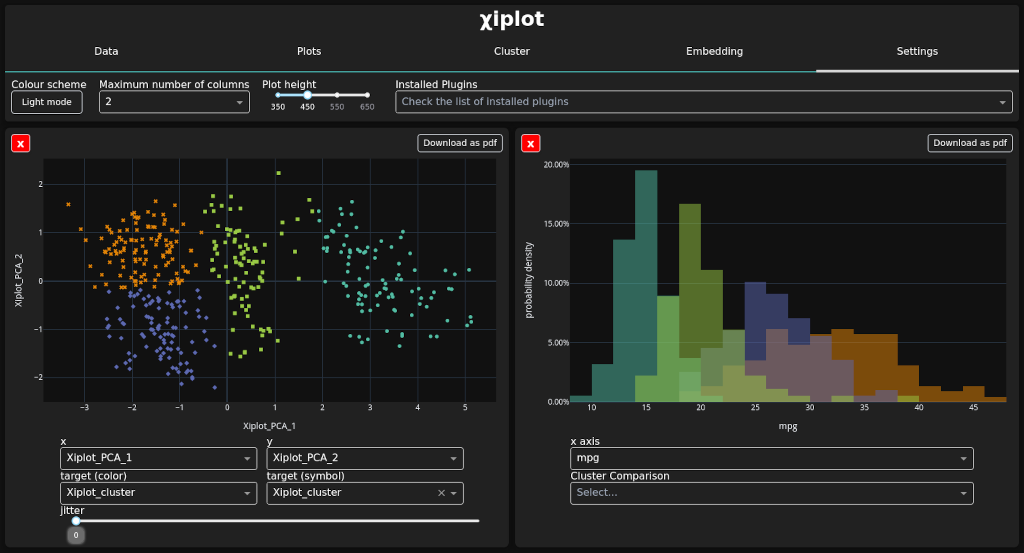 χiplot
Data Plots Cluster Embedding Settings
Colour scheme Maximum number of columns Plot height Installed Plugins
Light mode 2 350 450 550 650 Check the list of installed plugins
x Download as pdf
2
1
0
−1
−2
Xiplot_PCA_2
−3 −2 −1 0 1 2 3 4 5
Xiplot_PCA_1
x y
Xiplot_PCA_1 Xiplot_PCA_2
target (color) target (symbol)
Xiplot_cluster Xiplot_cluster ×
jitter
0
x Download as pdf
20.00%
15.00%
10.00%
5.00%
0.00%
probability density
10 15 20 25 30 35 40 45
mpg
x axis
mpg
Cluster Comparison
Select...